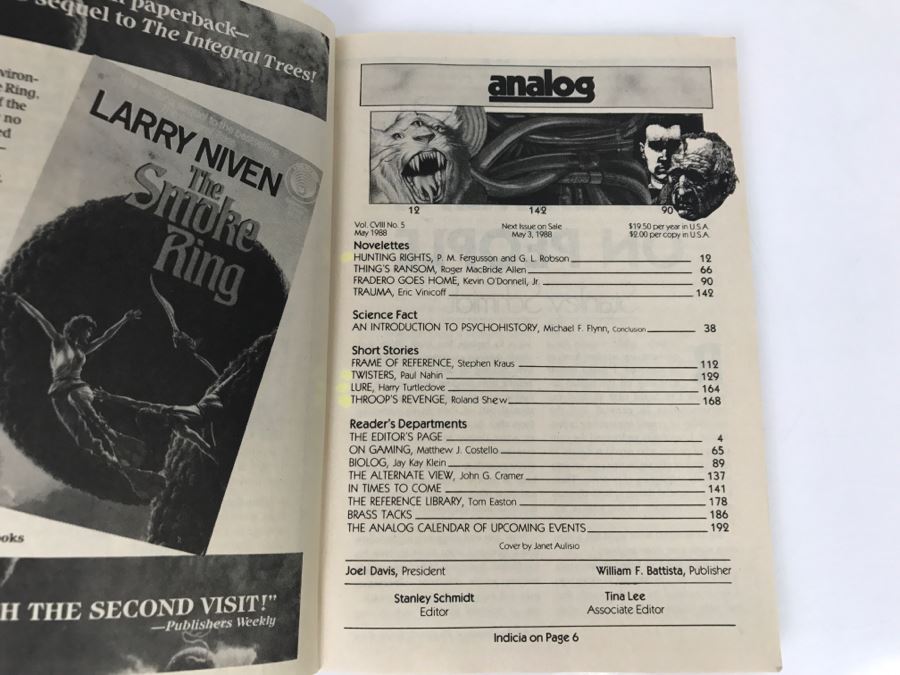 paperback—
sequel to The Integral Trees!
viron-
Ring.
f the
no
ed
LARRY NIVEN
The
Smoke
Ring
ooks
H THE SECOND VISIT!"
—Publishers Weekly
analog
12 142 90
Vol. CVIII No. 5 Next Issue on Sale $19.50 per year in U.S.A.
May 1988 May 3, 1988 $2.00 per copy in U.S.A.
Novelettes
HUNTING RIGHTS, P. M. Fergusson and G. L. Robson 12
THING'S RANSOM, Roger MacBride Allen 66
FRADERO GOES HOME, Kevin O'Donnell, Jr. 90
TRAUMA, Eric Vinicoff 142
Science Fact
AN INTRODUCTION TO PSYCHOHISTORY, Michael F. Flynn, Conclusion 38
Short Stories
FRAME OF REFERENCE, Stephen Kraus 112
TWISTERS, Paul Nahin 129
LURE, Harry Turtledove 164
THROOP'S REVENGE, Roland Shew 168
Reader's Departments
THE EDITOR'S PAGE 4
ON GAMING, Matthew J. Costello 65
BIOLOG, Jay Kay Klein 89
THE ALTERNATE VIEW, John G. Cramer 137
IN TIMES TO COME 141
THE REFERENCE LIBRARY, Tom Easton 178
BRASS TACKS 186
THE ANALOG CALENDAR OF UPCOMING EVENTS 192
Cover by Janet Aulisio
Joel Davis, President William F. Battista, Publisher
Stanley Schmidt Tina Lee
Editor Associate Editor
Indicia on Page 6